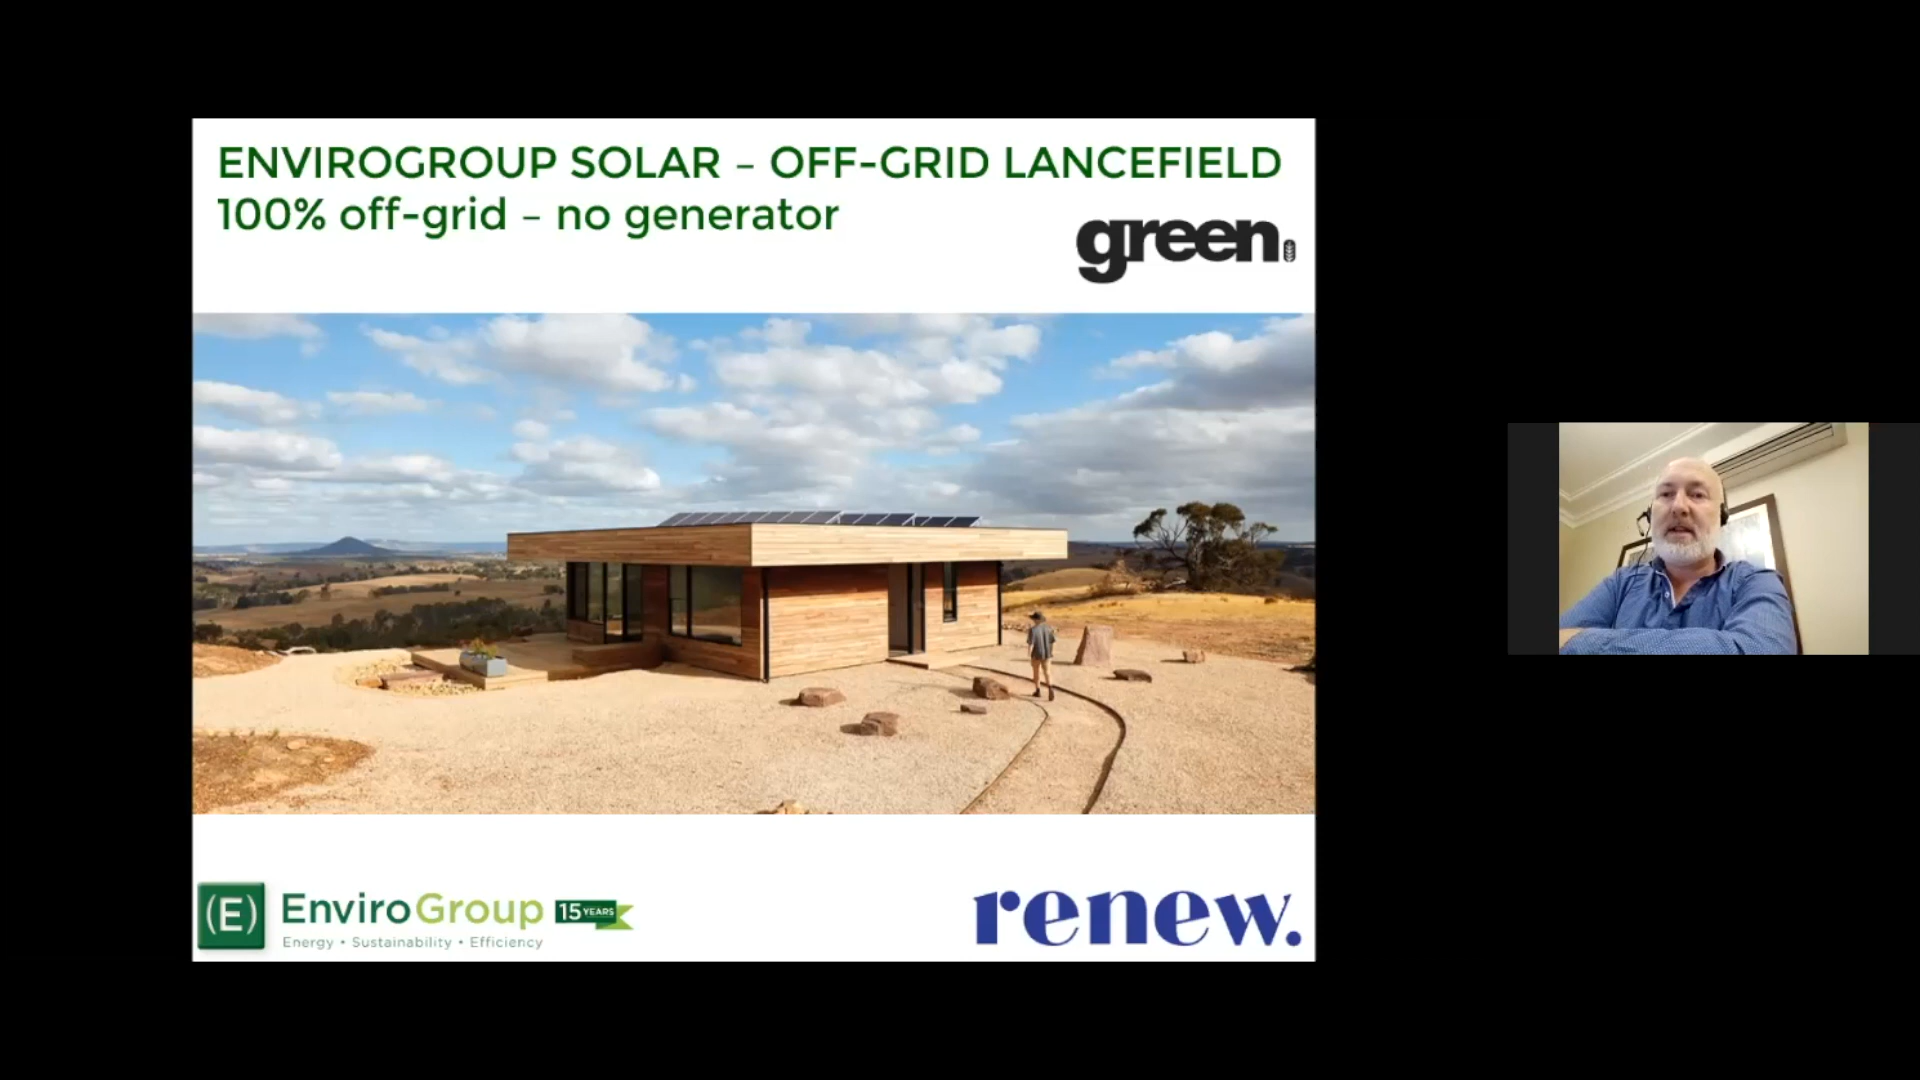 ENVIROGROUP SOLAR – OFF-GRID LANCEFIELD
100% off-grid – no generator
green.
(E) EnviroGroup 15 YEARS
Energy • Sustainability • Efficiency
renew.